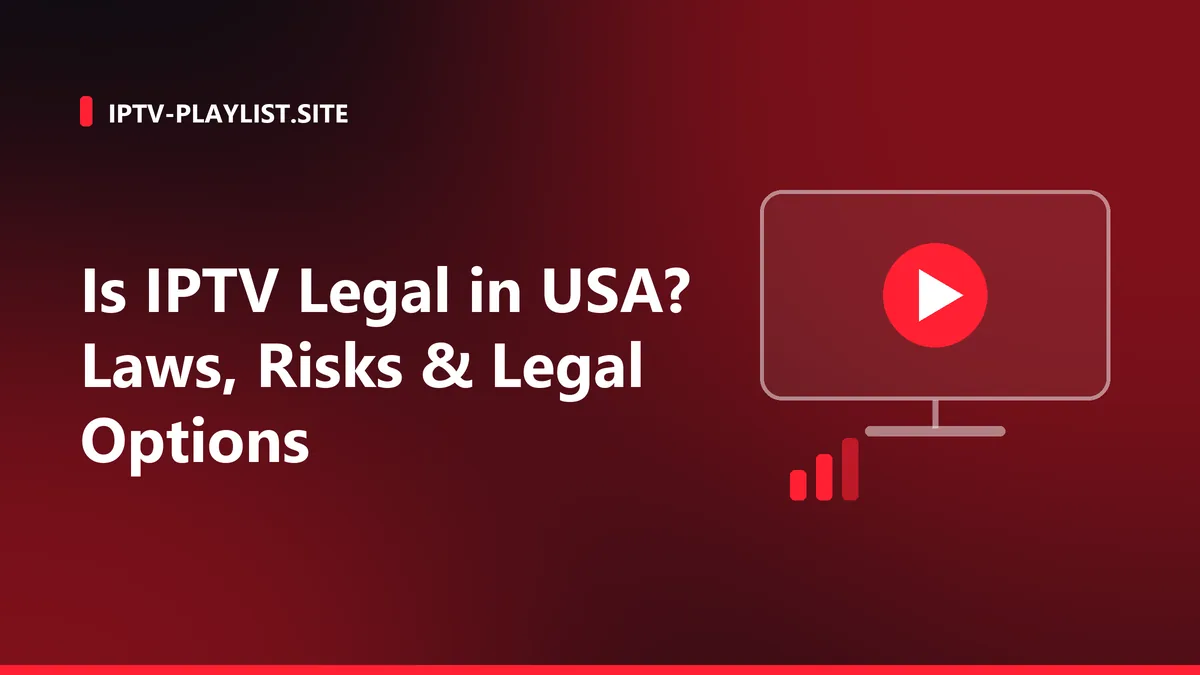 IPTV-PLAYLIST.SITE
Is IPTV Legal in USA?
Laws, Risks & Legal
Options